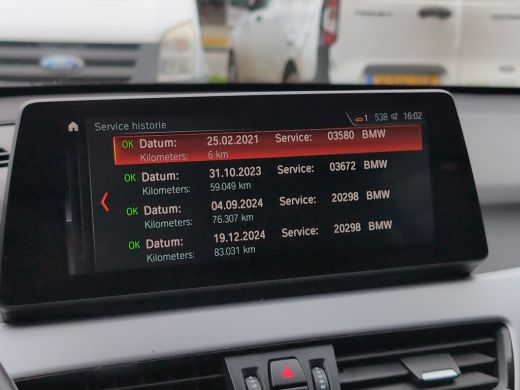 Service historie 1 538 16:02
OK Datum: 25.02.2021 Service: 03580 BMW
Kilometers: 6 km
OK Datum: 31.10.2023 Service: 03672 BMW
Kilometers: 59.049 km
OK Datum: 04.09.2024 Service: 20298 BMW
Kilometers: 76.307 km
OK Datum: 19.12.2024 Service: 20298 BMW
Kilometers: 83.031 km